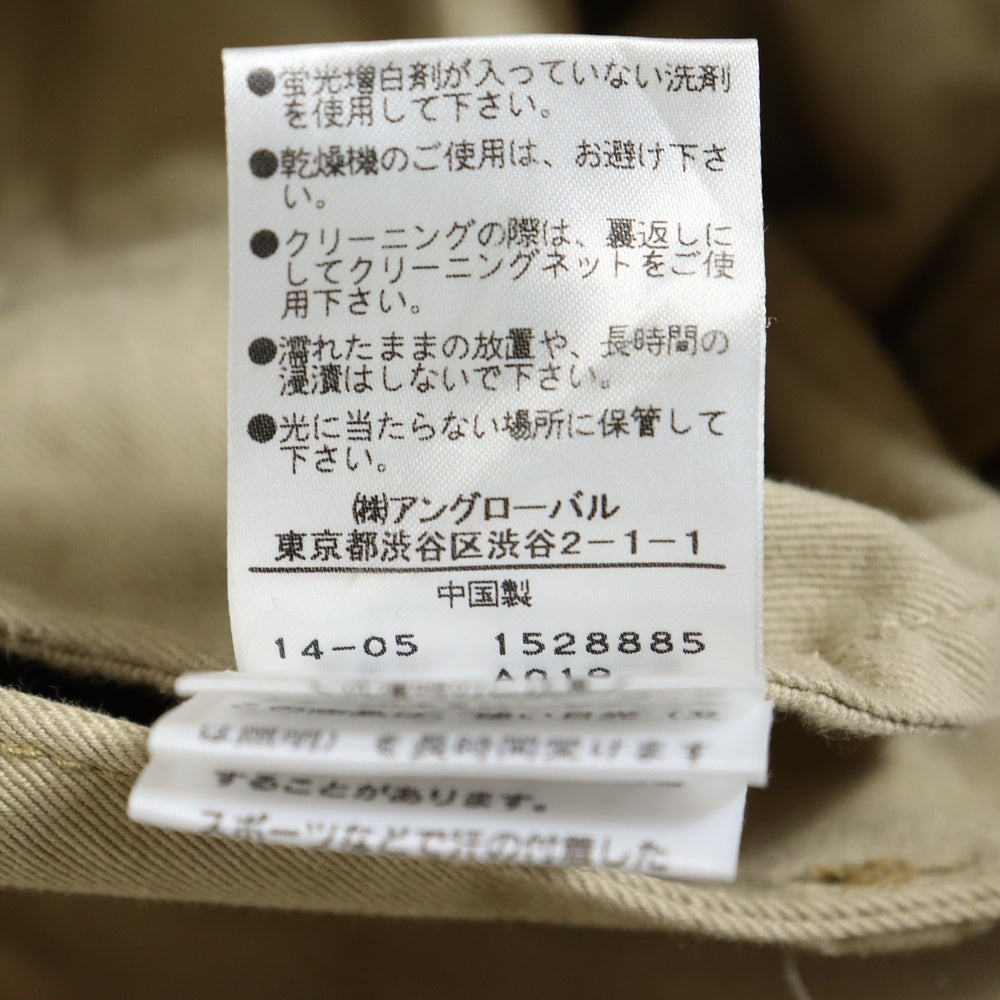 ●蛍光増白剤が入っていない洗剤
を使用して下さい。
●乾燥機のご使用は、お避け下さ
い。
●クリーニングの際は、裏返しに
してクリーニングネットをご使
用下さい。
●濡れたままの放置や、長時間の
浸漬はしないで下さい。
●光に当たらない場所に保管して
下さい。
㈱アングローバル
東京都渋谷区渋谷2-1-1
中国製
14-05 1528885
は照明）を長時間受けます
することがあります。
スポーツなどで汗の付着した